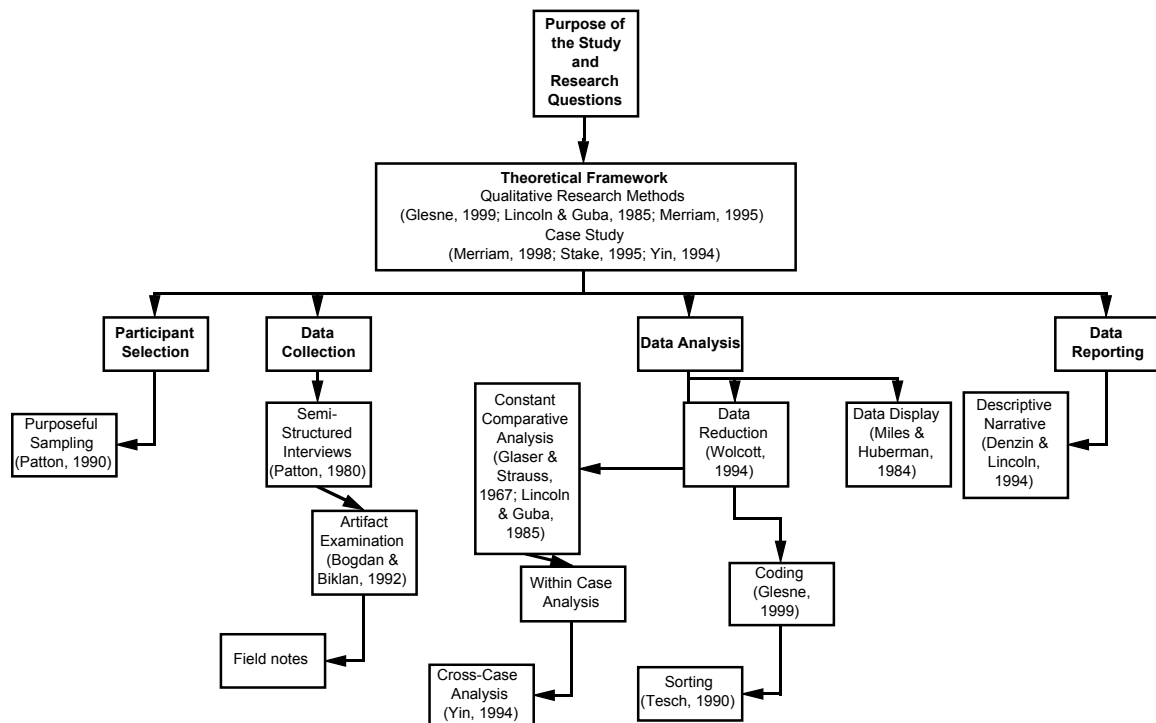 Purpose of
the Study
and
Research
Questions
Theoretical Framework
Qualitative Research Methods
(Glesne, 1999; Lincoln & Guba, 1985; Merriam, 1995)
Case Study
(Merriam, 1998; Stake, 1995; Yin, 1994)
Participant
Selection
Data
Collection
Data Analysis
Data
Reporting
Purposeful
Sampling
(Patton, 1990)
Semi-
Structured
Interviews
(Patton, 1980)
Constant
Comparative
Analysis
(Glaser &
Strauss,
1967; Lincoln
& Guba,
1985)
Data
Reduction
(Wolcott,
1994)
Data Display
(Miles &
Huberman,
1984)
Descriptive
Narrative
(Denzin &
Lincoln,
1994)
Artifact
Examination
(Bogdan &
Biklan, 1992)
Within Case
Analysis
Coding
(Glesne,
1999)
Field notes
Cross-Case
Analysis
(Yin, 1994)
Sorting
(Tesch, 1990)